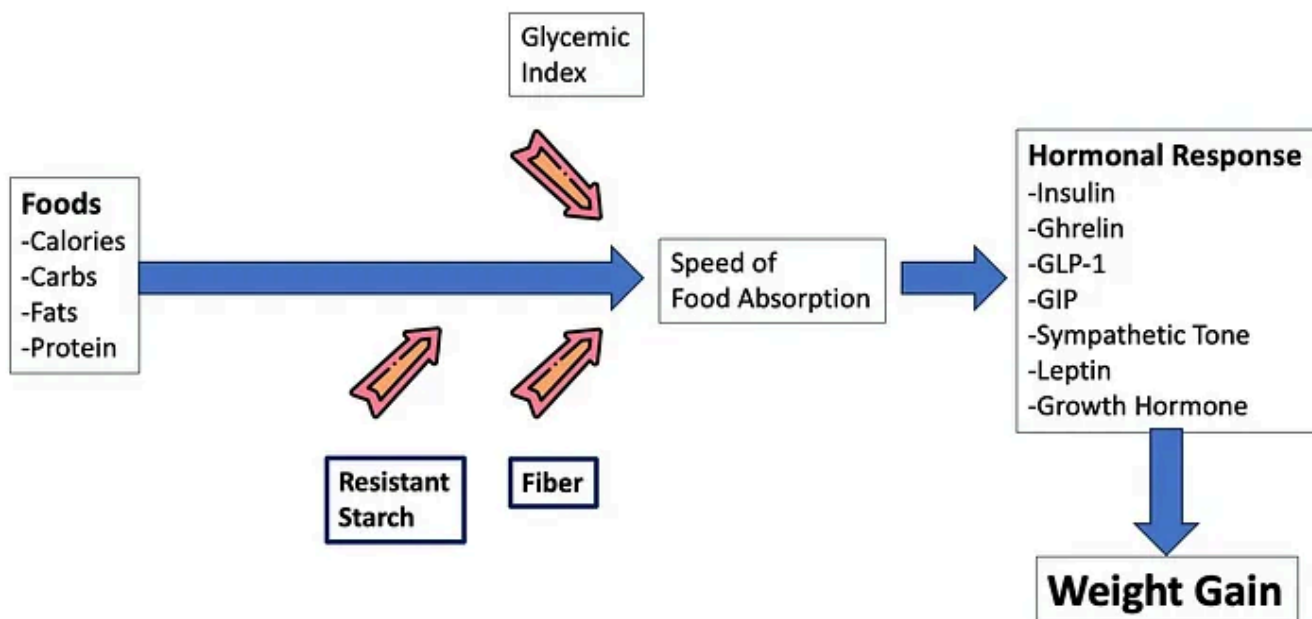 Glycemic
Index
Foods
-Calories
-Carbs
-Fats
-Protein
Speed of
Food Absorption
Hormonal Response
-Insulin
-Ghrelin
-GLP-1
-GIP
-Sympathetic Tone
-Leptin
-Growth Hormone
Resistant
Starch
Fiber
Weight Gain